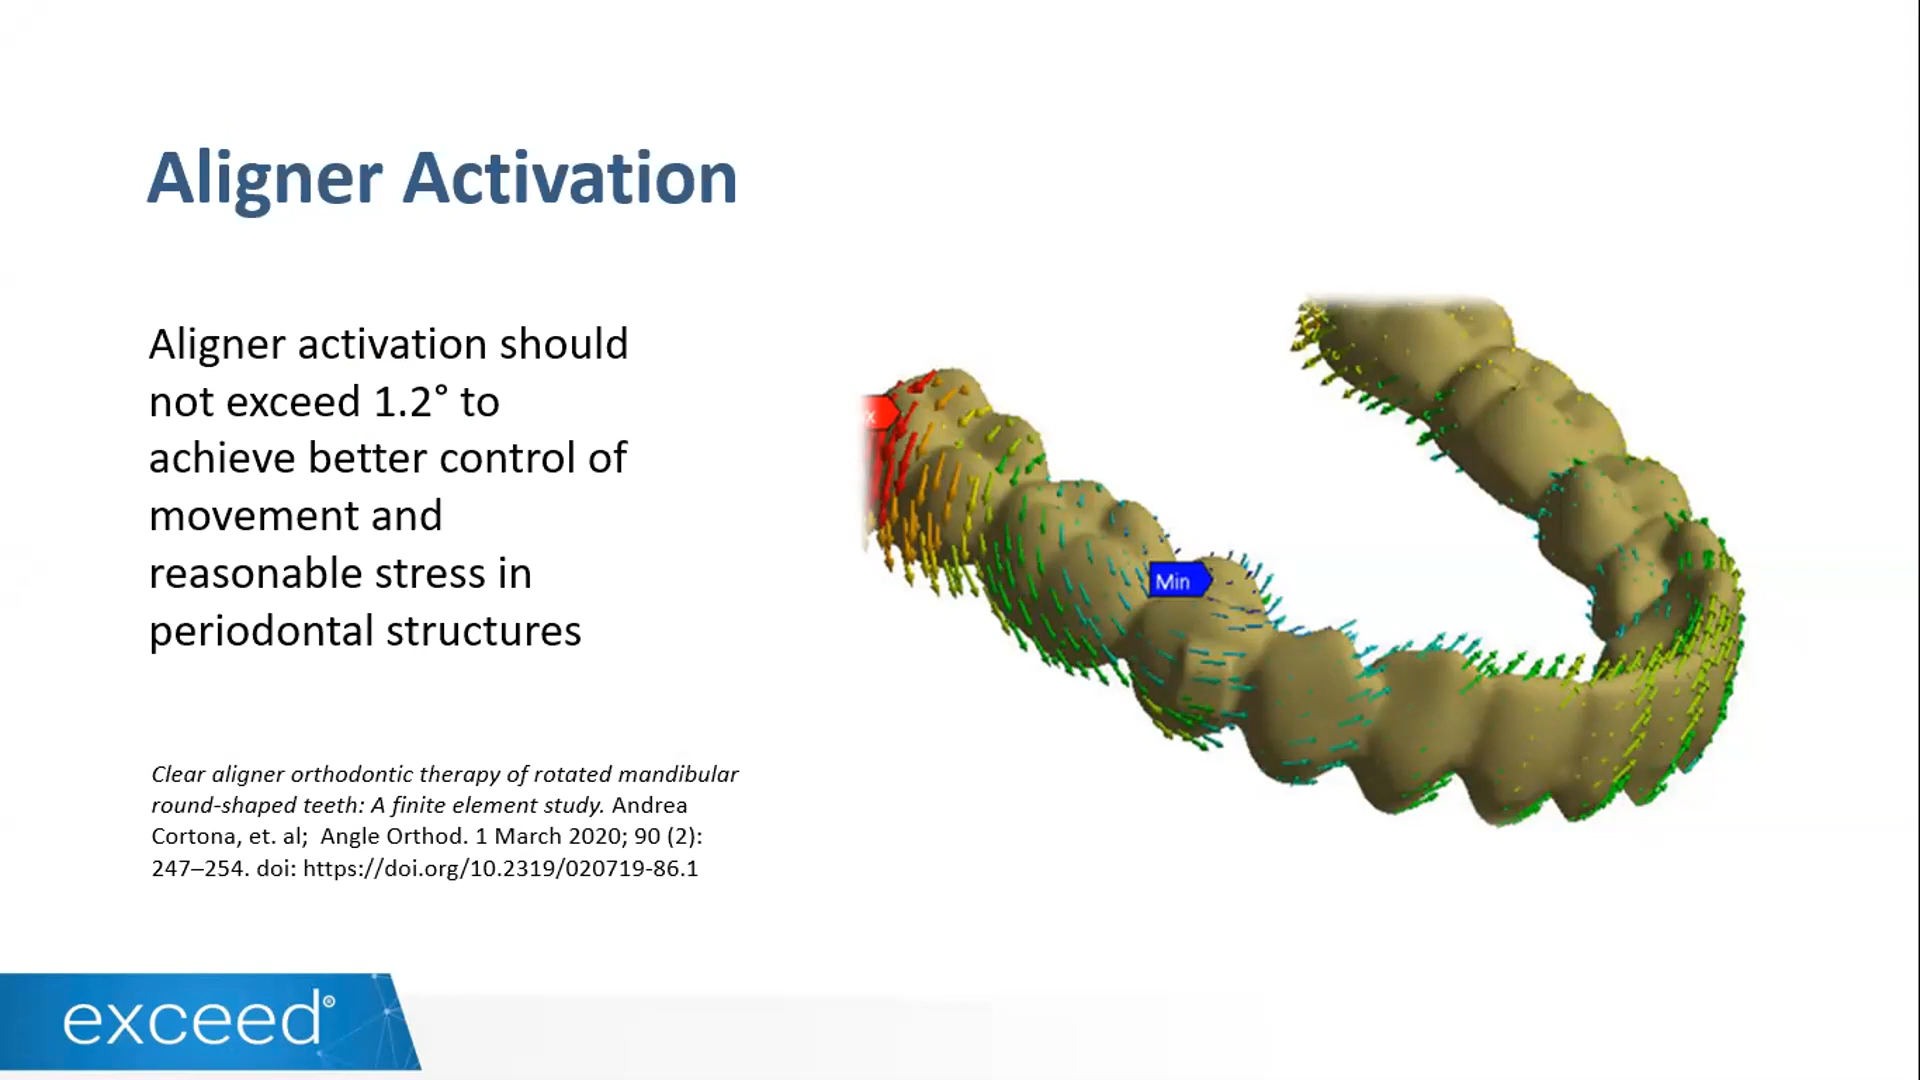 Aligner Activation
Aligner activation should
not exceed 1.2° to
achieve better control of
movement and
reasonable stress in
periodontal structures
x
Min
Clear aligner orthodontic therapy of rotated mandibular
round-shaped teeth: A finite element study. Andrea
Cortona, et. al;  Angle Orthod. 1 March 2020; 90 (2):
247–254. doi: https://doi.org/10.2319/020719-86.1
exceed®